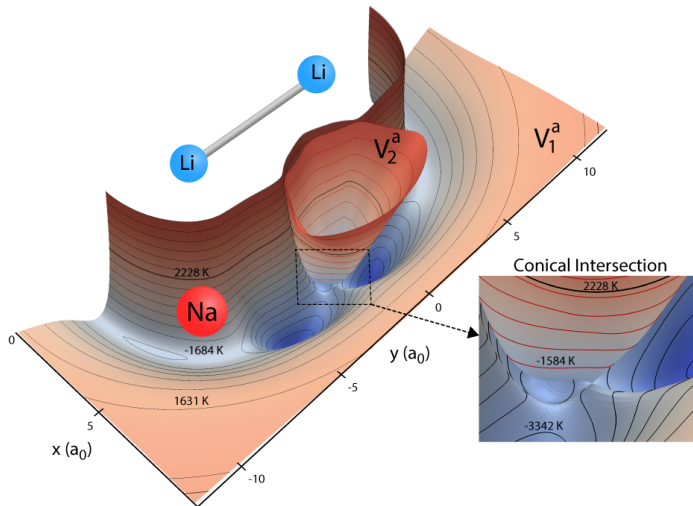 Li
Li
V₂ᵃ
V₁ᵃ
10
2228 K
5
Conical Intersection
2228 K
Na
0
0
-1684 K
y (a₀)
-1584 K
-5
1631 K
5
x (a₀)
-3342 K
-10